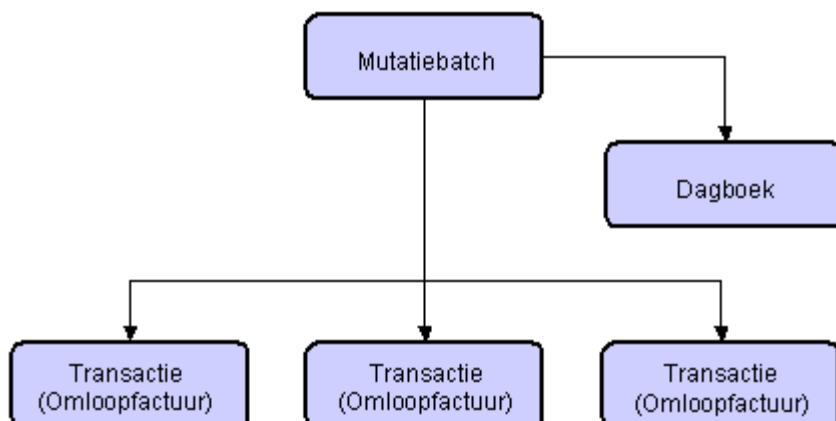 Mutatiebatch
Dagboek
Transactie
(Omloopfactuur)
Transactie
(Omloopfactuur)
Transactie
(Omloopfactuur)